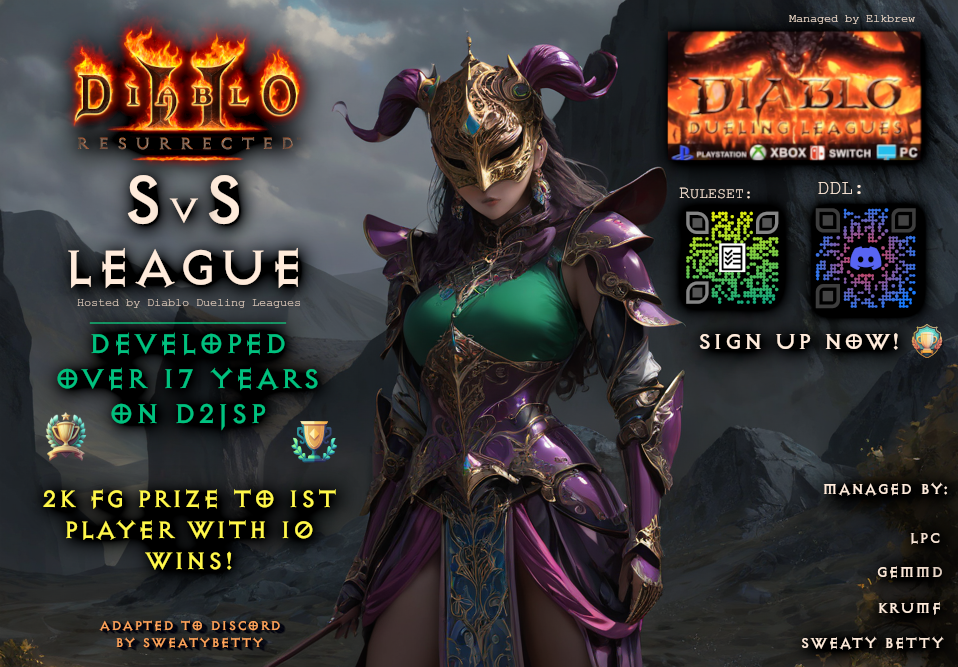 Managed by Elkbrew
DIABLO II
RESURRECTED
SvS
LEAGUE
Hosted by Diablo Dueling Leagues
DEVELOPED
OVER 17 YEARS
ON D2JSP
2K FG PRIZE TO 1ST
PLAYER WITH 10
WINS!
ADAPTED TO DISCORD
BY SWEATYBETTY
DIABLO
DUELING LEAGUES
PLAYSTATION XBOX SWITCH PC
RULESET:
DDL:
SIGN UP NOW!
MANAGED BY:
LPC
GEMMD
KRUMF
SWEATY BETTY